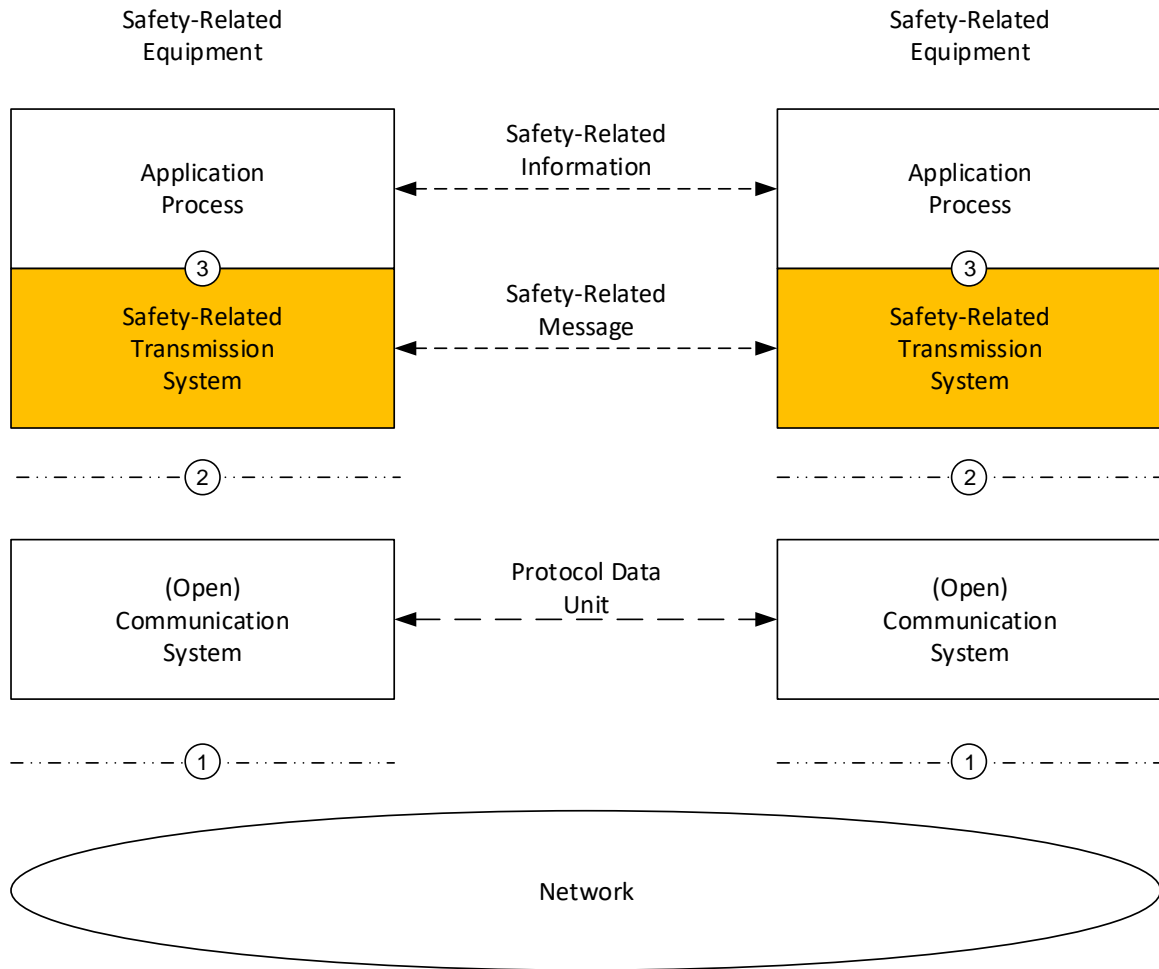 Safety-Related
Equipment
Safety-Related
Equipment
Application
Process
Safety-Related
Information
Application
Process
3
3
Safety-Related
Transmission
System
Safety-Related
Message
Safety-Related
Transmission
System
2
2
(Open)
Communication
System
Protocol Data
Unit
(Open)
Communication
System
1
1
Network